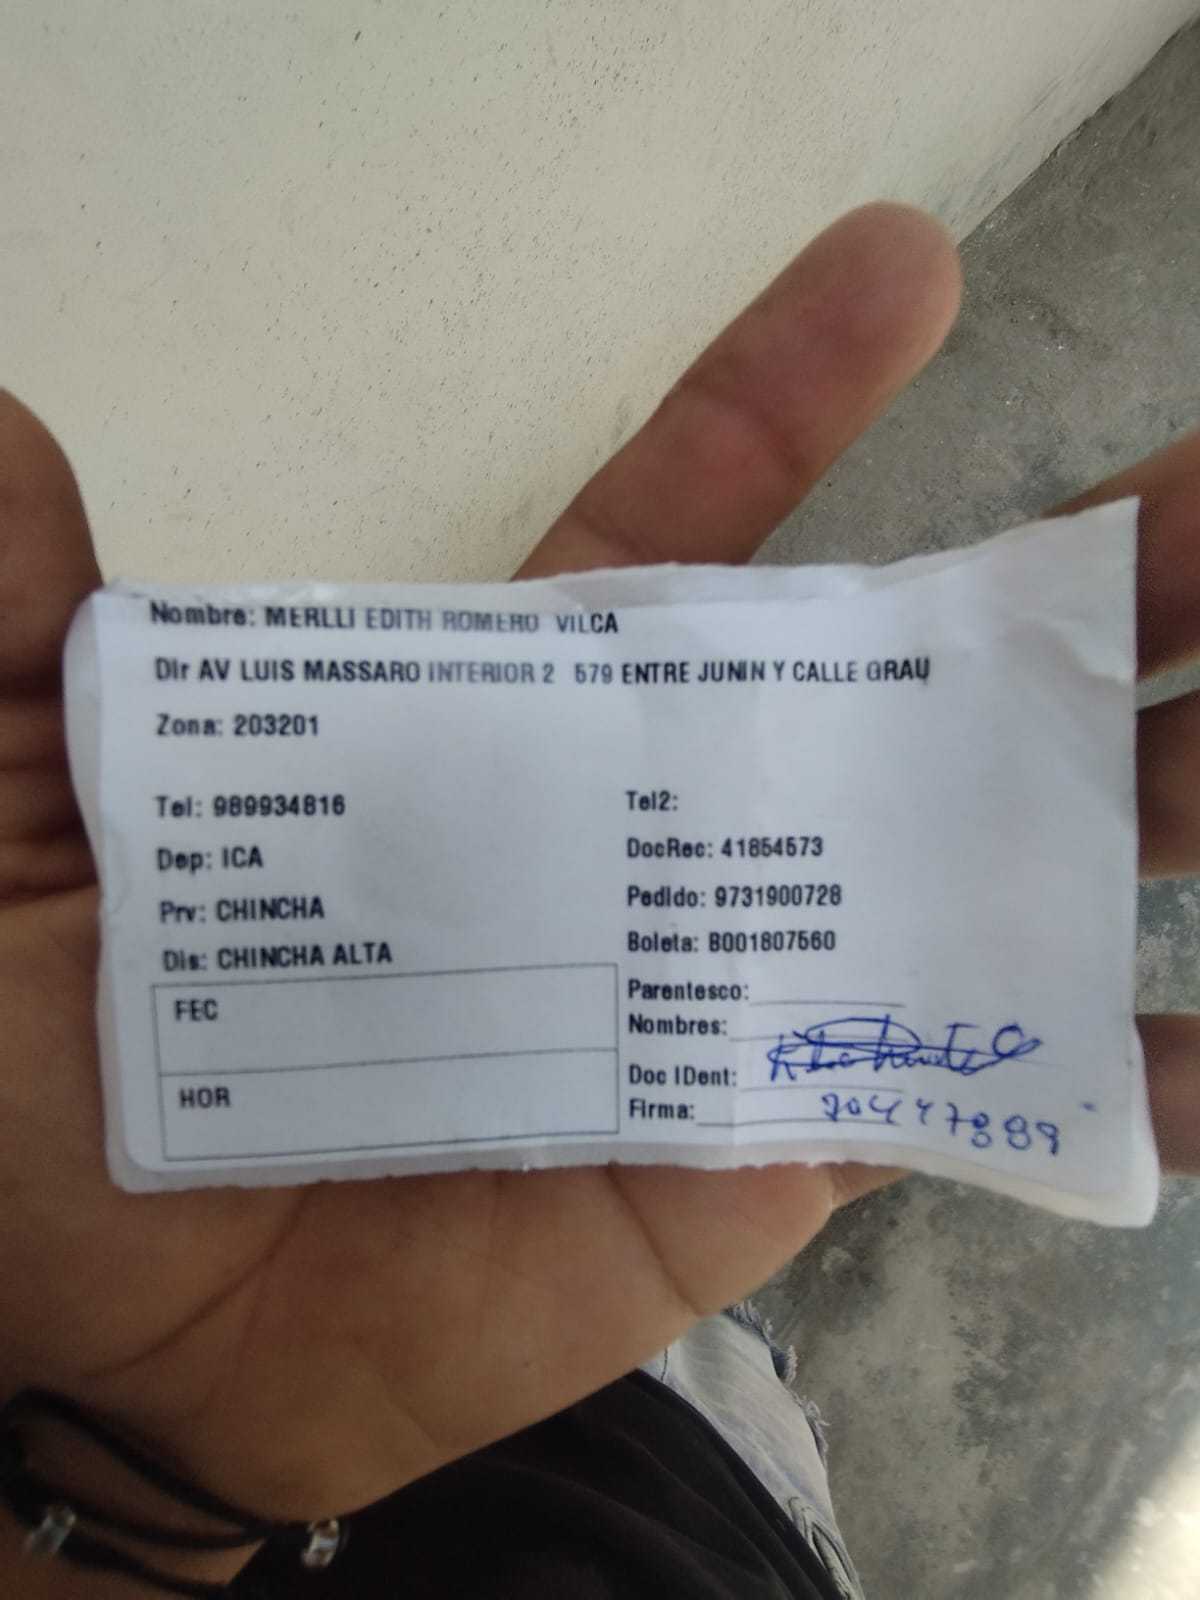 Nombre: MERLLI EDITH ROMERO VILCA
Dir AV LUIS MASSARO INTERIOR 2 579 ENTRE JUNIN Y CALLE GRAU
Zona: 203201
Tel: 989934816
Dep: ICA
Prv: CHINCHA
Dis: CHINCHA ALTA
FEC
HOR
Tel2:
DocRec: 41854573
Pedido: 9731900728
Boleta: B001807560
Parentesco:
Nombres:
Doc IDent:
Firma: